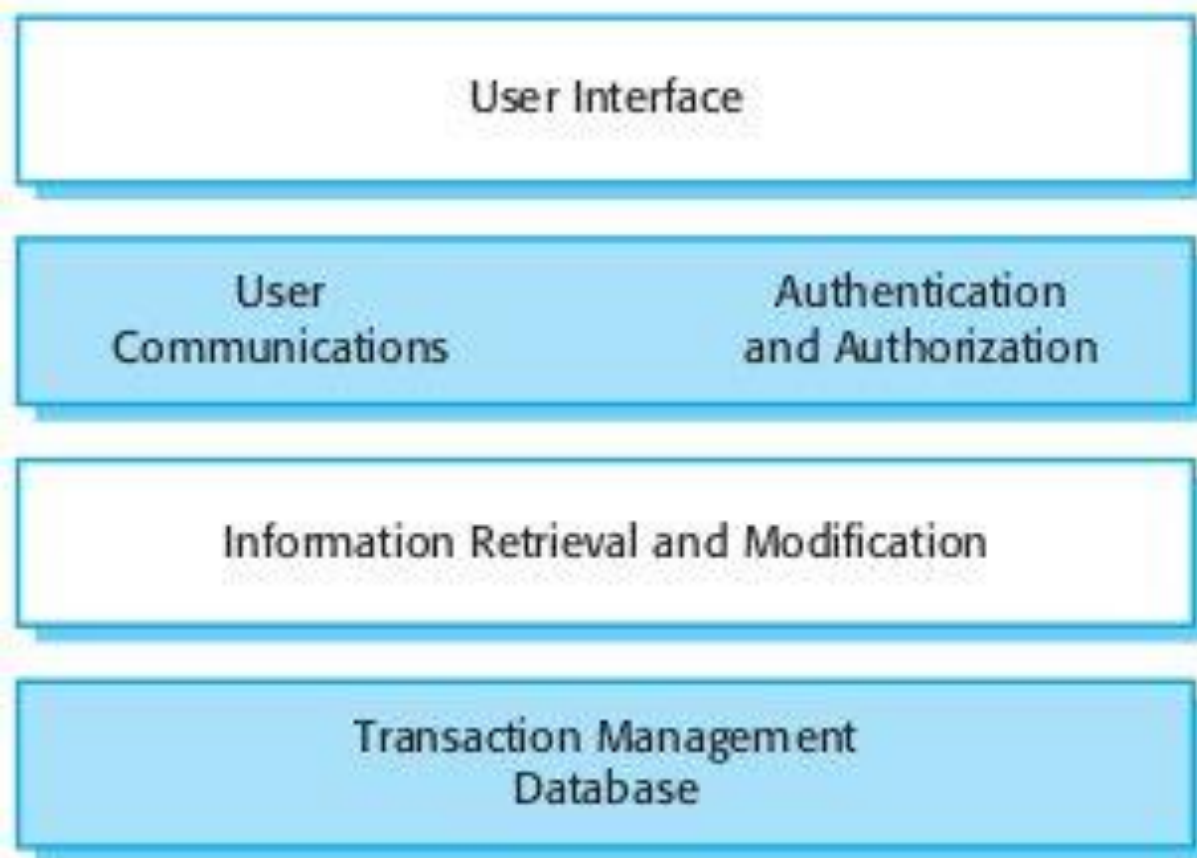 User Interface
User
Communications
Authentication
and Authorization
Information Retrieval and Modification
Transaction Management
Database